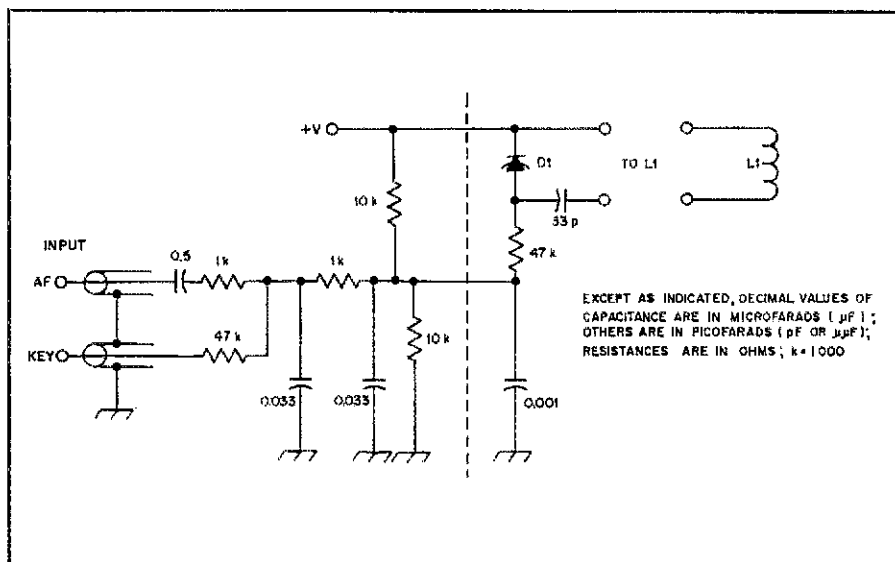 +V
D1
TO L1
L1
10 k
33 p
47 k
INPUT
0.5
1k
1k
AF
EXCEPT AS INDICATED, DECIMAL VALUES OF
CAPACITANCE ARE IN MICROFARADS ( µF ) ;
OTHERS ARE IN PICOFARADS ( pF OR µµF);
RESISTANCES ARE IN OHMS ; k=1000
47 k
10 k
KEY
0.033
0.033
0.001